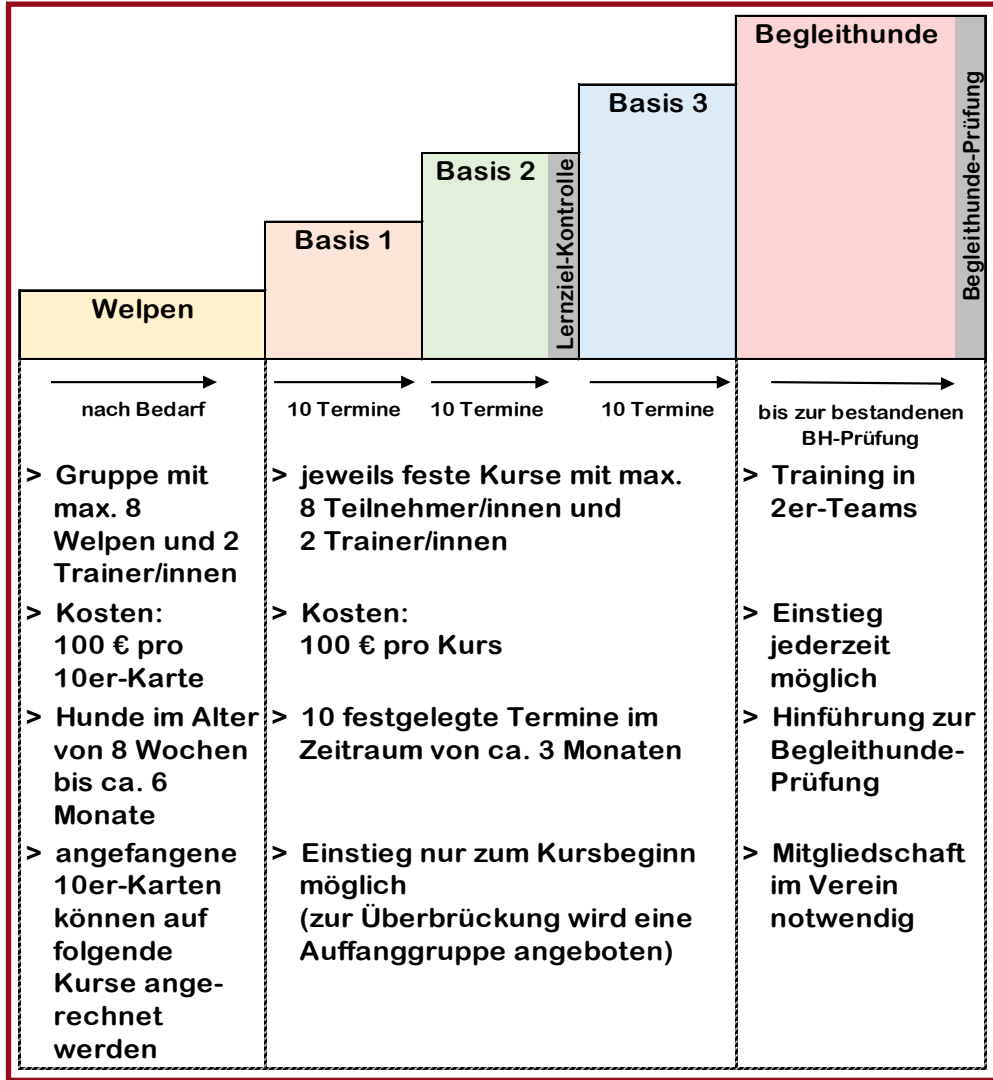 Begleithunde
Begleithunde-Prüfung
Basis 3
Basis 2
Lernziel-Kontrolle
Basis 1
Welpen
nach Bedarf
10 Termine
10 Termine
10 Termine
bis zur bestandenen
BH-Prüfung
> Gruppe mit
max. 8
Welpen und 2
Trainer/innen
> Kosten:
100 € pro
10er-Karte
> Hunde im Alter
von 8 Wochen
bis ca. 6
Monate
> angefangene
10er-Karten
können auf
folgende
Kurse ange-
rechnet
werden
> jeweils feste Kurse mit max.
8 Teilnehmer/innen und
2 Trainer/innen
> Kosten:
100 € pro Kurs
> 10 festgelegte Termine im
Zeitraum von ca. 3 Monaten
> Einstieg nur zum Kursbeginn
möglich
(zur Überbrückung wird eine
Auffanggruppe angeboten)
> Training in
2er-Teams
> Einstieg
jederzeit
möglich
> Hinführung zur
Begleithunde-
Prüfung
> Mitgliedschaft
im Verein
notwendig